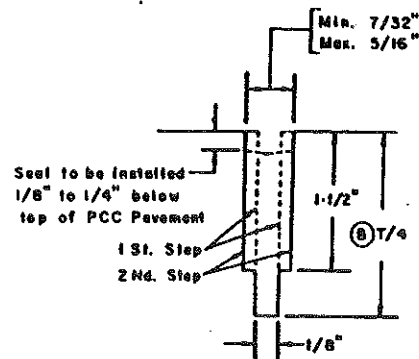 Min. 7/32"
Max. 5/16"
Seal to be installed
1/8" to 1/4" below
top of PCC Pavement
1-1/2"
B T/4
1 St. Step
2 Nd. Step
1/8"